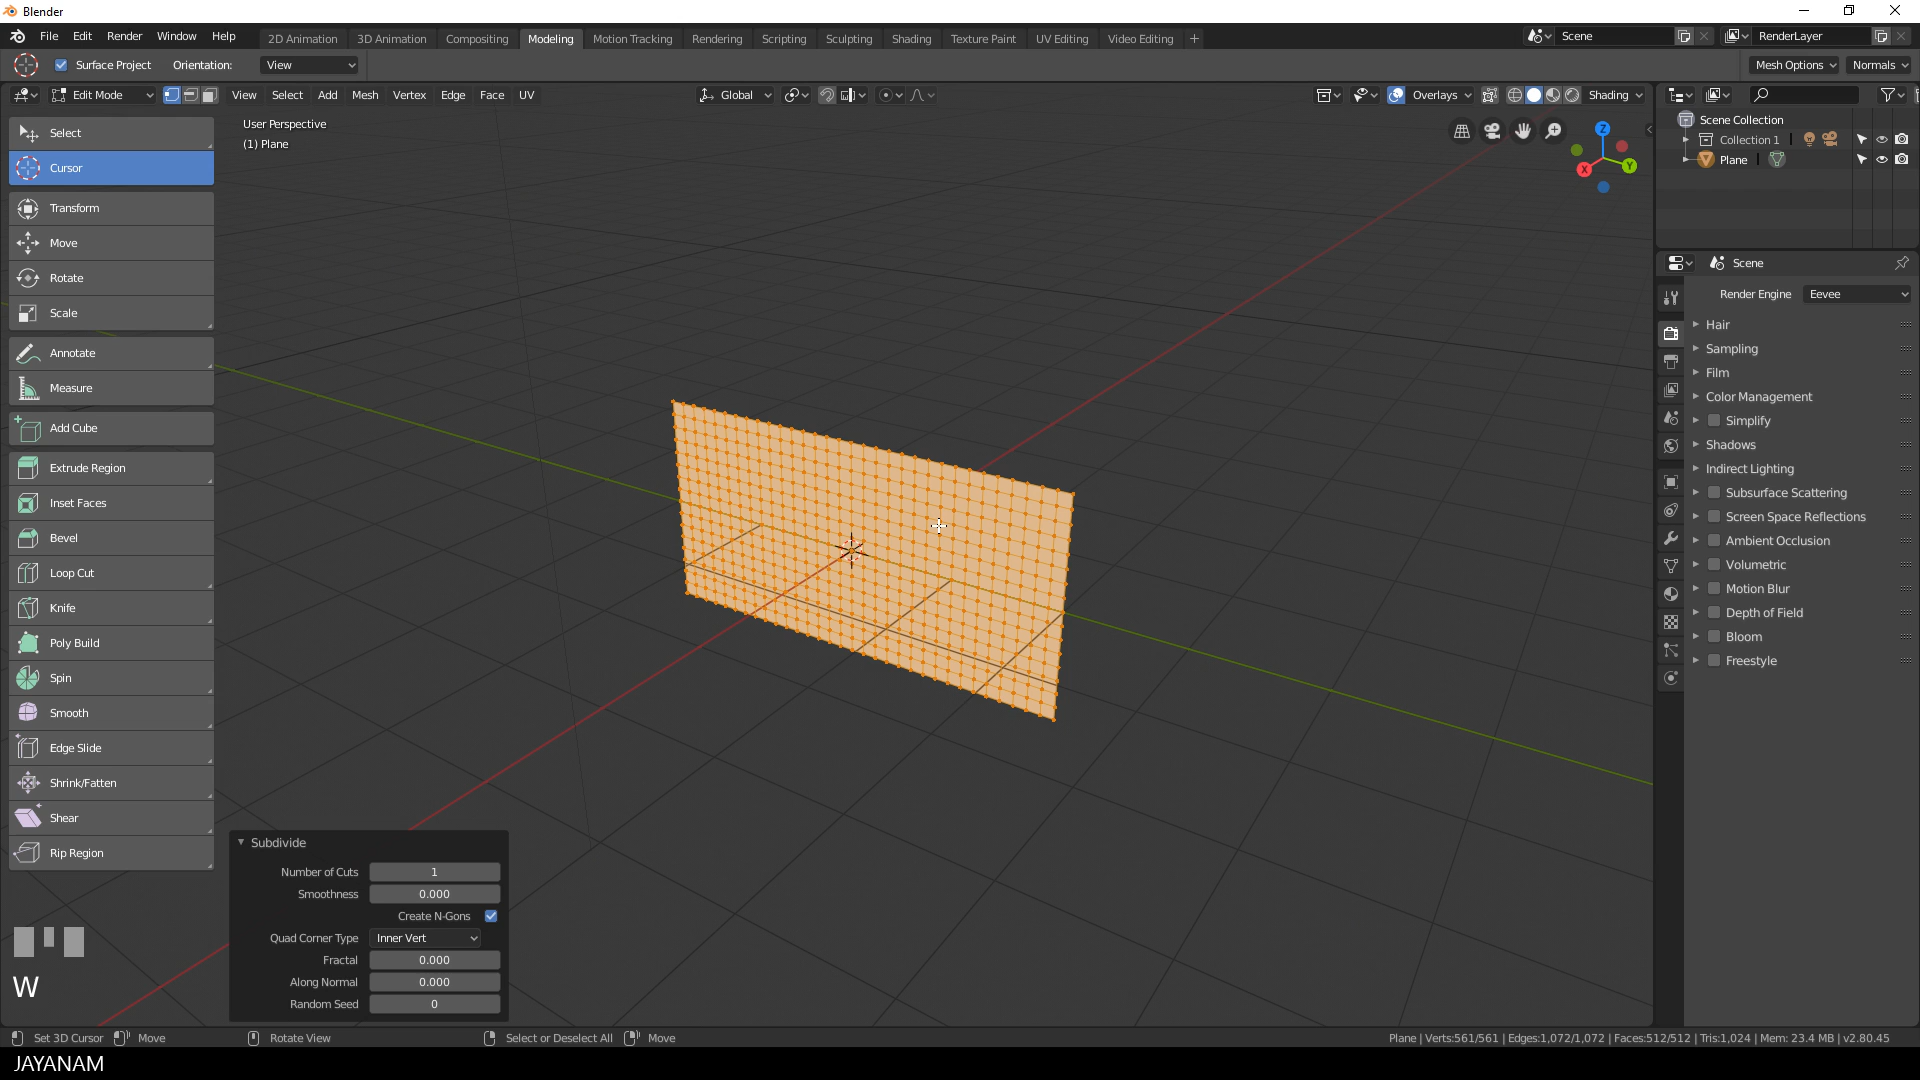 Blender
File Edit Render Window Help
2D Animation 3D Animation Compositing Modeling Motion Tracking Rendering Scripting Sculpting Shading Texture Paint UV Editing Video Editing +
Scene
RenderLayer
Surface Project Orientation: View
Mesh Options Normals
Edit Mode View Select Add Mesh Vertex Edge Face UV
Global
Overlays
Shading
User Perspective
(1) Plane
Z
Y
X
Select
Cursor
Transform
Move
Rotate
Scale
Annotate
Measure
Add Cube
Extrude Region
Inset Faces
Bevel
Loop Cut
Knife
Poly Build
Spin
Smooth
Edge Slide
Shrink/Fatten
Shear
Rip Region
Scene Collection
Collection 1
Plane
Scene
Render Engine Eevee
Hair
Sampling
Film
Color Management
Simplify
Shadows
Indirect Lighting
Subsurface Scattering
Screen Space Reflections
Ambient Occlusion
Volumetric
Motion Blur
Depth of Field
Bloom
Freestyle
Subdivide
Number of Cuts 1
Smoothness 0.000
Create N-Gons
Quad Corner Type Inner Vert
Fractal 0.000
Along Normal 0.000
Random Seed 0
W
Set 3D Cursor Move Rotate View Select or Deselect All Move
Plane | Verts:561/561 | Edges:1,072/1,072 | Faces:512/512 | Tris:1,024 | Mem: 23.4 MB | v2.80.45
JAYANAM